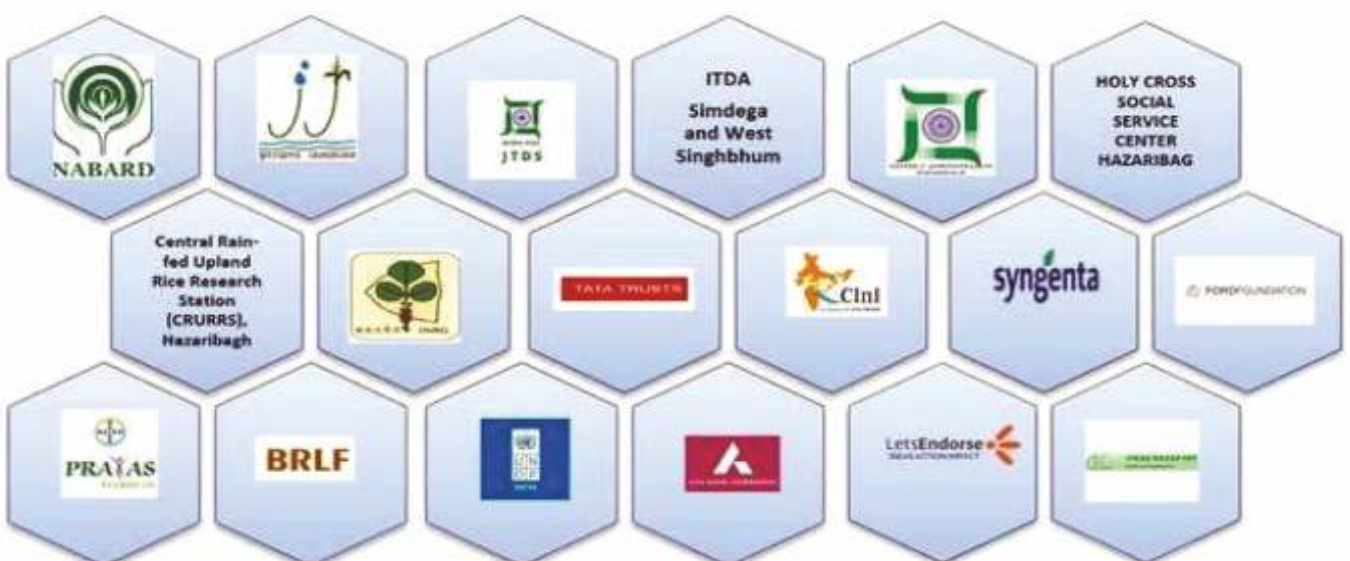 NABARD
JTDS
ITDA
Simdega
and West
Singhbhum
HOLY CROSS
SOCIAL
SERVICE
CENTER
HAZARIBAG
Central Rain-
fed Upland
Rice Research
Station
(CRURRS),
Hazaribagh
TATA TRUSTS
CInI
syngenta
FORDFOUNDATION
PRAYAS
BRLF
LetsEndorse